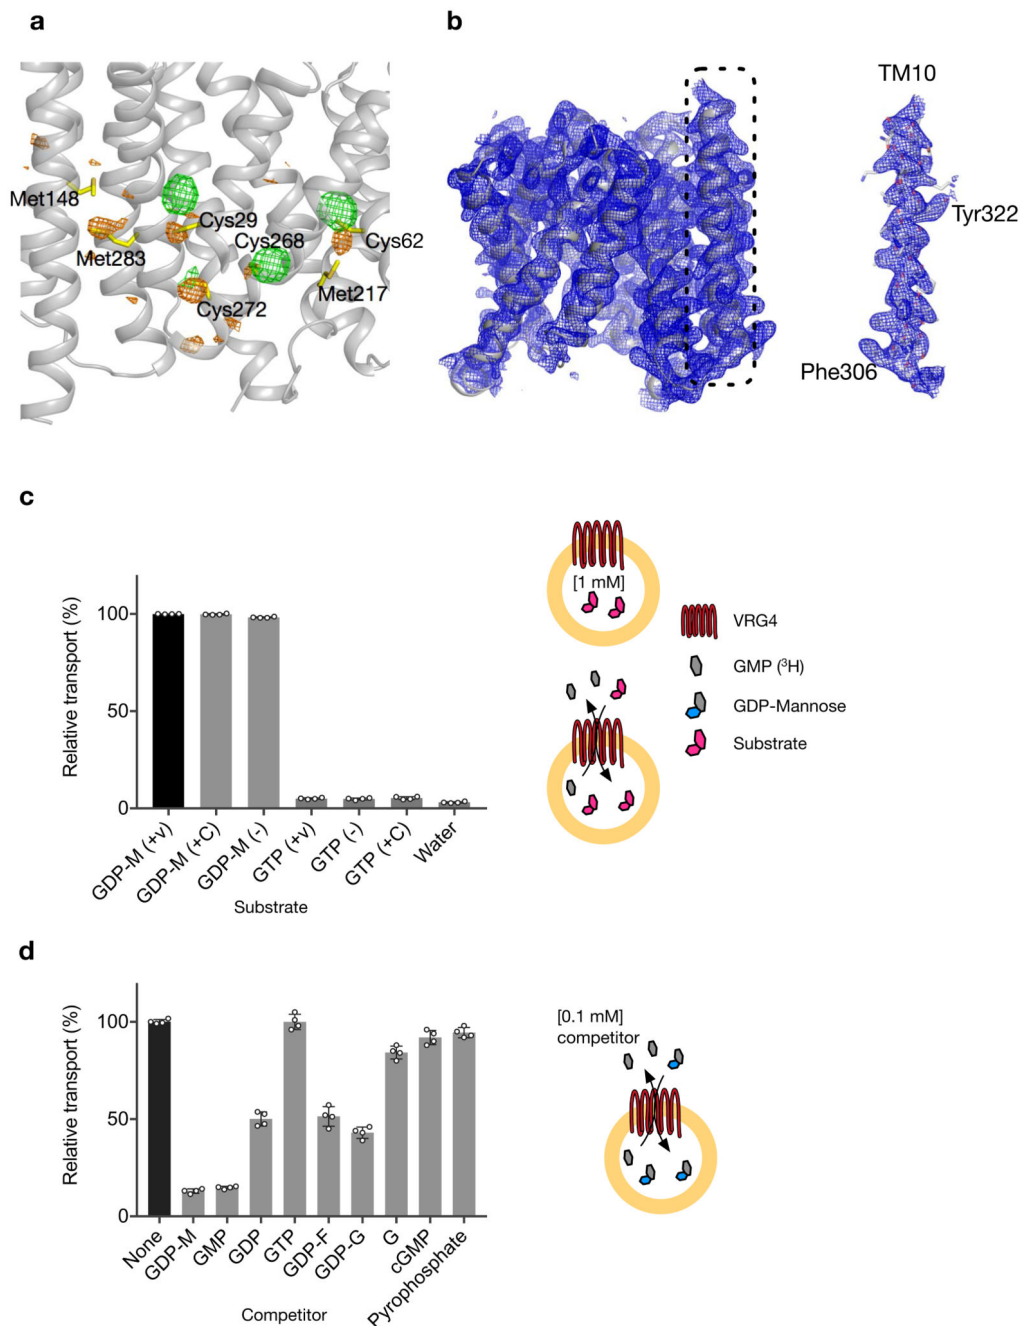 a
Met148
Cys29
Cys268
Cys62
Met283
Met217
Cys272
b
TM10
Tyr322
Phe306
c
Relative transport (%)
100
50
0
GDP-M (+v)
GDP-M (+C)
GDP-M (-)
GTP (+v)
GTP (-)
GTP (+C)
Water
Substrate
[1 mM]
VRG4
GMP (³H)
GDP-Mannose
Substrate
d
Relative transport (%)
100
50
0
None
GDP-M
GMP
GDP
GTP
GDP-F
GDP-G
G
cGMP
Pyrophosphate
Competitor
[0.1 mM]
competitor